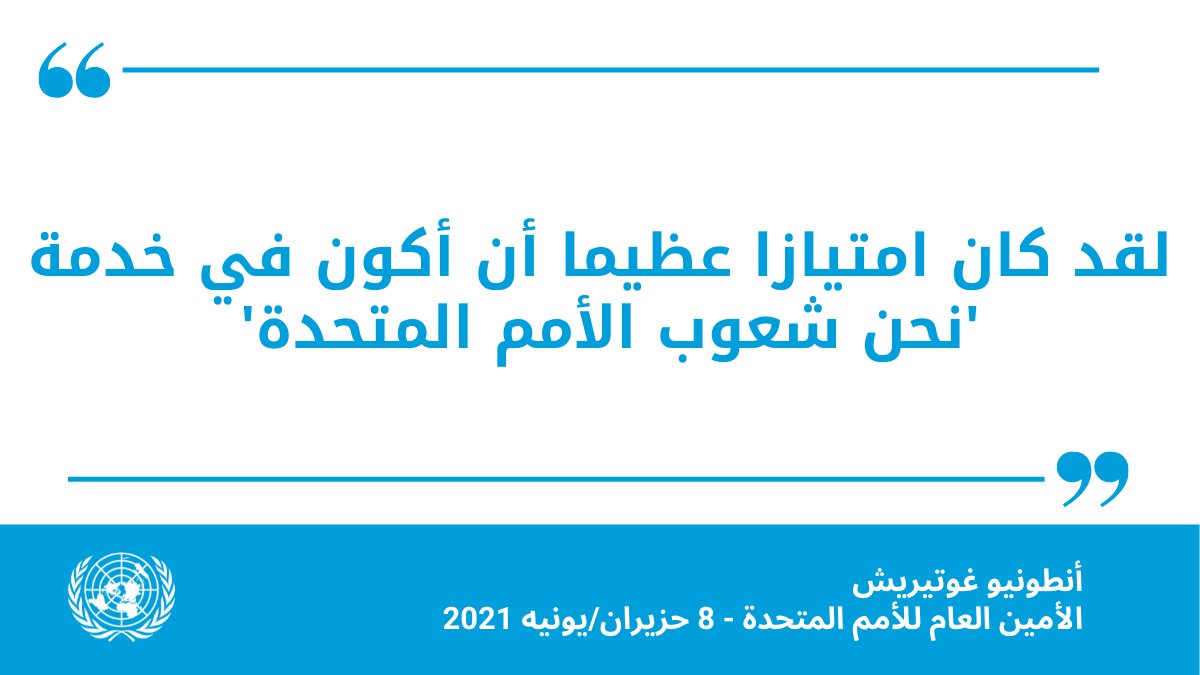 لقد كان امتيازا عظيما أن أكون في خدمة
'نحن شعوب الأمم المتحدة'
أنطونيو غوتيريش
الأمين العام للأمم المتحدة - 8 حزيران/يونيه 2021